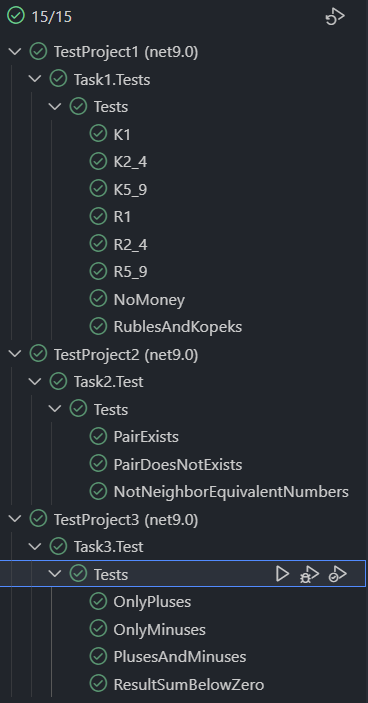 15/15
TestProject1 (net9.0)
Task1.Tests
Tests
K1
K2_4
K5_9
R1
R2_4
R5_9
NoMoney
RublesAndKopeks
TestProject2 (net9.0)
Task2.Test
Tests
PairExists
PairDoesNotExists
NotNeighborEquivalentNumbers
TestProject3 (net9.0)
Task3.Test
Tests
OnlyPluses
OnlyMinuses
PlusesAndMinuses
ResultSumBelowZero